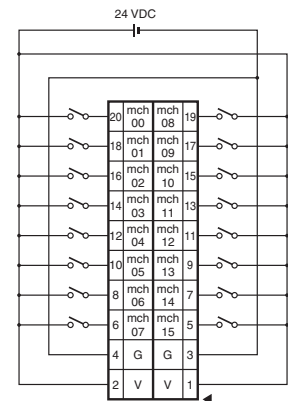 24 VDC
20 mch 00 mch 08 19
18 mch 01 mch 09 17
16 mch 02 mch 10 15
14 mch 03 mch 11 13
12 mch 04 mch 12 11
10 mch 05 mch 13 9
8 mch 06 mch 14 7
6 mch 07 mch 15 5
4 G G 3
2 V V 1